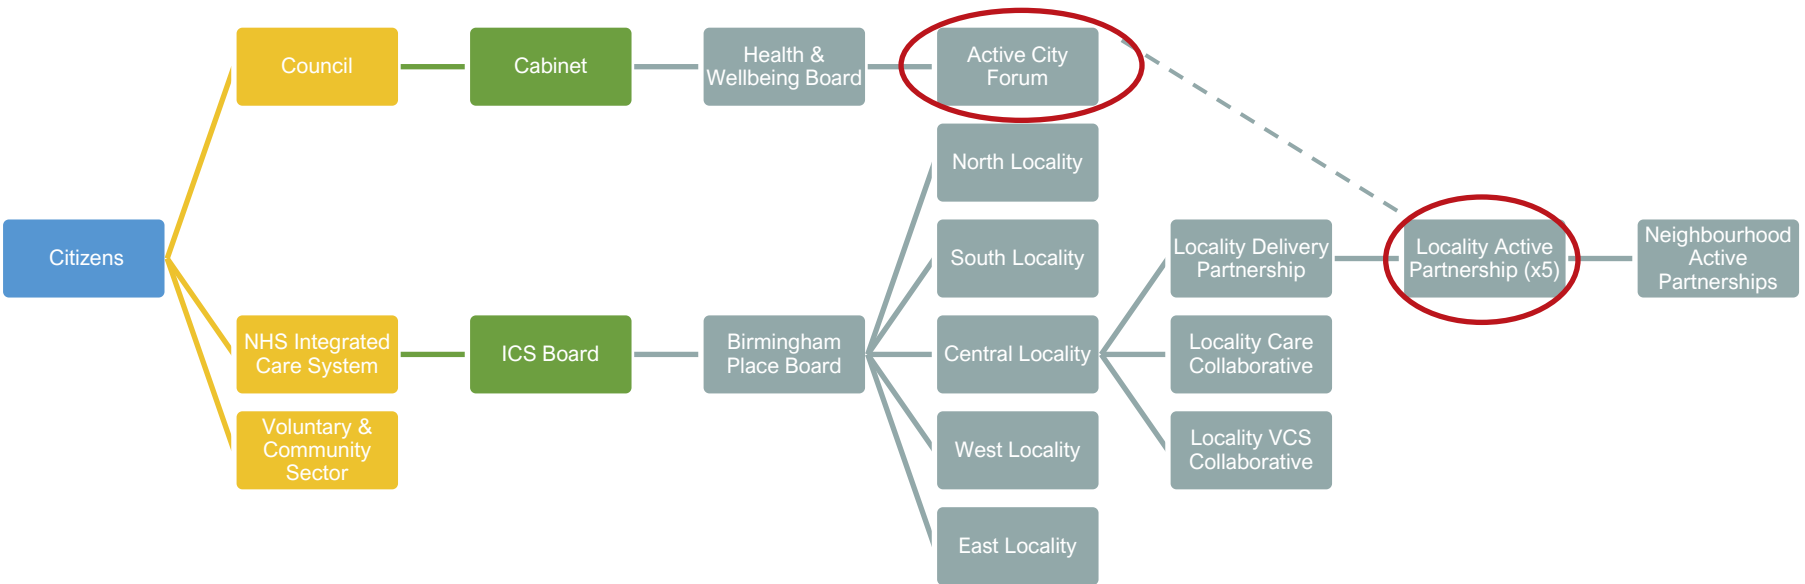 Citizens
Council
NHS Integrated
Care System
Voluntary &
Community
Sector
Cabinet
ICS Board
Health &
Wellbeing Board
Birmingham
Place Board
Active City
Forum
North Locality
South Locality
Central Locality
West Locality
East Locality
Locality Delivery
Partnership
Locality Care
Collaborative
Locality VCS
Collaborative
Locality Active
Partnership (x5)
Neighbourhood
Active
Partnerships